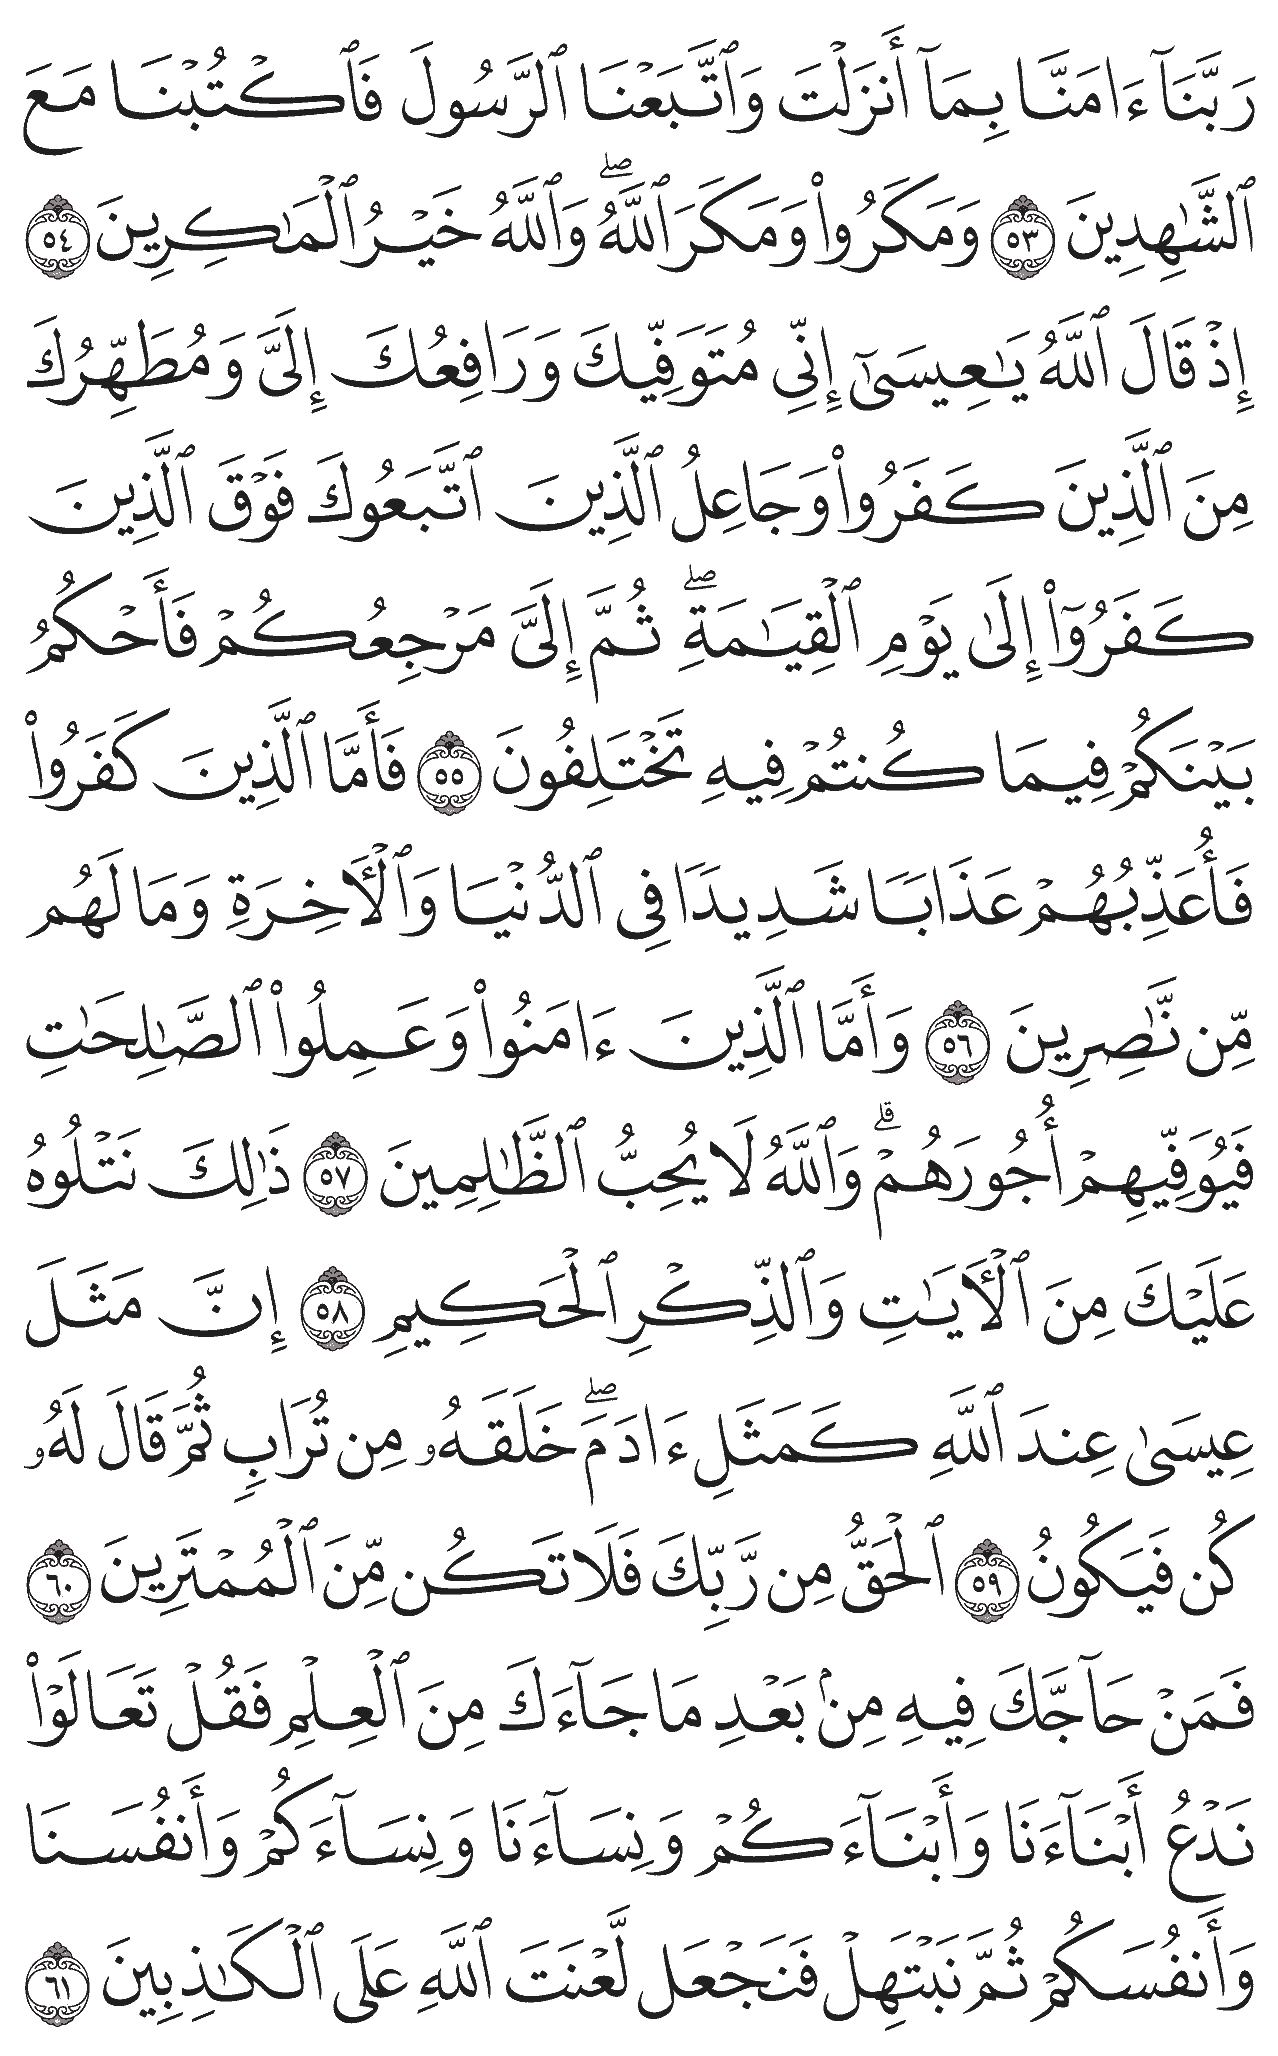 رَبَّنَآ ءَامَنَّا بِمَآ أَنزَلْتَ وَٱتَّبَعْنَا ٱلرَّسُولَ فَٱكْتُبْنَا مَعَ
ٱلشَّٰهِدِينَ ٥٣ وَمَكَرُوا۟ وَمَكَرَ ٱللَّهُ ۖ وَٱللَّهُ خَيْرُ ٱلْمَٰكِرِينَ ٥٤
إِذْ قَالَ ٱللَّهُ يَٰعِيسَىٰٓ إِنِّى مُتَوَفِّيكَ وَرَافِعُكَ إِلَىَّ وَمُطَهِّرُكَ
مِنَ ٱلَّذِينَ كَفَرُوا۟ وَجَاعِلُ ٱلَّذِينَ ٱتَّبَعُوكَ فَوْقَ ٱلَّذِينَ
كَفَرُوٓا۟ إِلَىٰ يَوْمِ ٱلْقِيَٰمَةِ ۖ ثُمَّ إِلَىَّ مَرْجِعُكُمْ فَأَحْكُمُ
بَيْنَكُمْ فِيمَا كُنتُمْ فِيهِ تَخْتَلِفُونَ ٥٥ فَأَمَّا ٱلَّذِينَ كَفَرُوا۟
فَأُعَذِّبُهُمْ عَذَابًا شَدِيدًا فِى ٱلدُّنْيَا وَٱلْأَخِرَةِ وَمَا لَهُم
مِّن نَّٰصِرِينَ ٥٦ وَأَمَّا ٱلَّذِينَ ءَامَنُوا۟ وَعَمِلُوا۟ ٱلصَّٰلِحَٰتِ
فَيُوَفِّيهِمْ أُجُورَهُمْ ۗ وَٱللَّهُ لَا يُحِبُّ ٱلظَّٰلِمِينَ ٥٧ ذَٰلِكَ نَتْلُوهُ
عَلَيْكَ مِنَ ٱلْأَيَٰتِ وَٱلذِّكْرِ ٱلْحَكِيمِ ٥٨ إِنَّ مَثَلَ
عِيسَىٰ عِندَ ٱللَّهِ كَمَثَلِ ءَادَمَ ۖ خَلَقَهُۥ مِن تُرَابٍ ثُمَّ قَالَ لَهُۥ
كُن فَيَكُونُ ٥٩ ٱلْحَقُّ مِن رَّبِّكَ فَلَا تَكُن مِّنَ ٱلْمُمْتَرِينَ ٦٠
فَمَنْ حَآجَّكَ فِيهِ مِنۢ بَعْدِ مَا جَآءَكَ مِنَ ٱلْعِلْمِ فَقُلْ تَعَالَوْا۟
نَدْعُ أَبْنَآءَنَا وَأَبْنَآءَكُمْ وَنِسَآءَنَا وَنِسَآءَكُمْ وَأَنفُسَنَا
وَأَنفُسَكُمْ ثُمَّ نَبْتَهِلْ فَنَجْعَل لَّعْنَتَ ٱللَّهِ عَلَى ٱلْكَٰذِبِينَ ٦١